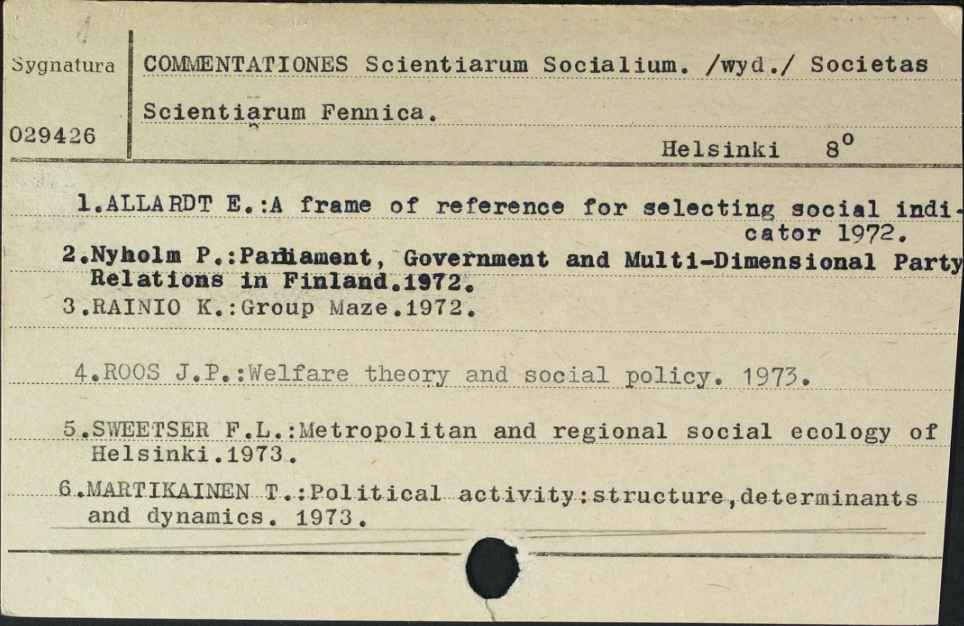 Sygnatura
COMMENTATIONES Scientiarum Socialium. /wyd./ Societas
Scientiarum Fennica.
029426
Helsinki 8º
1.ALLARDT E.:A frame of reference for selecting social indi-
cator 1972.
2.Nyholm P.:Parliament, Government and Multi-Dimensional Party
Relations in Finland.1972.
3.RAINIO K.:Group Maze.1972.
4.ROOS J.P.:Welfare theory and social policy. 1973.
5.SWEETSER F.L.:Metropolitan and regional social ecology of
Helsinki.1973.
6.MARTIKAINEN T.:Political activity:structure,determinants
and dynamics. 1973.